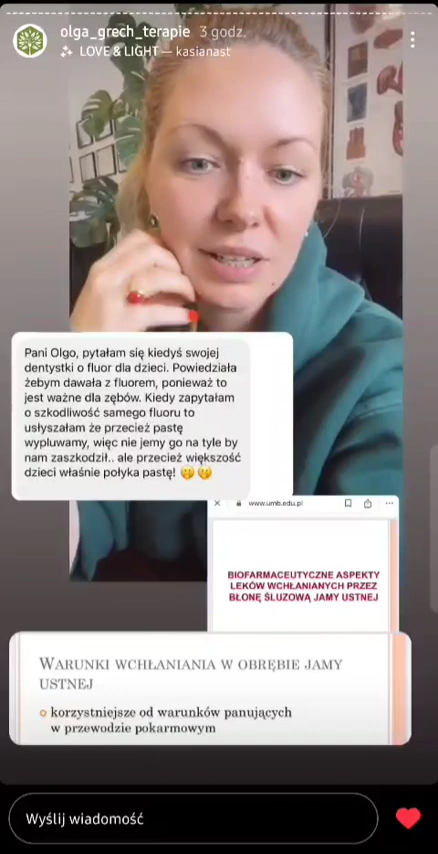 olga_grech_terapie 3 godz.
LOVE & LIGHT — kasianast
Pani Olgo, pytałam się kiedyś swojej
dentystki o fluor dla dzieci. Powiedziała
żebym dawała z fluorem, ponieważ to
jest ważne dla zębów. Kiedy zapytałam
o szkodliwość samego fluoru to
usłyszałam że przecież pastę
wypluwamy, więc nie jemy go na tyle by
nam zaszkodził.. ale przecież większość
dzieci właśnie połyka pastę! 🤫🤫
www.umb.edu.pl
BIOFARMACEUTYCZNE ASPEKTY
LEKÓW WCHŁANIANYCH PRZEZ
BŁONĘ ŚLUZOWĄ JAMY USTNEJ
WARUNKI WCHŁANIANIA W OBRĘBIE JAMY
USTNEJ
korzystniejsze od warunków panujących
w przewodzie pokarmowym
Wyślij wiadomość